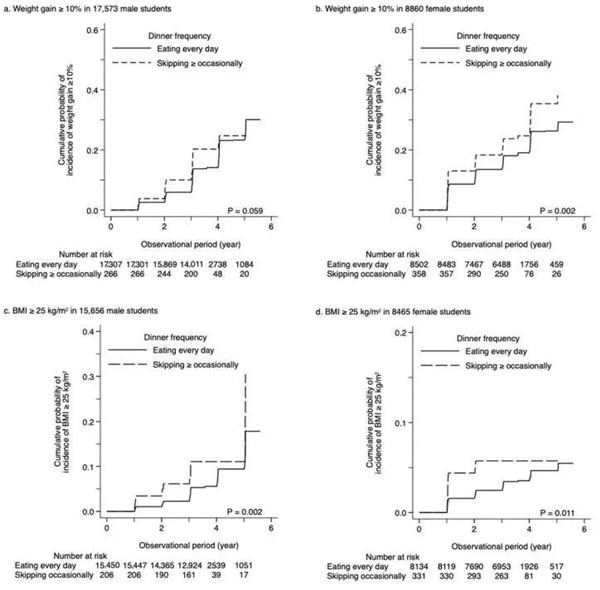 a. Weight gain ≥ 10% in 17,573 male students
Cumulative probability of
incidence of weight gain ≥10%
0.6
0.4
0.2
0.0
Dinner frequency
Eating every day
Skipping ≥ occasionally
P = 0.059
0 2 4 6
Observational period (year)
Number at risk
Eating every day 17.307 17.301 15.869 14.011 2738 1084
Skipping ≥ occasionally 266 266 244 200 48 20
b. Weight gain ≥ 10% in 8860 female students
Cumulative probability of
incidence of weight gain ≥10%
0.6
0.4
0.2
0.0
Dinner frequency
Eating every day
Skipping ≥ occasionally
P = 0.002
0 2 4 6
Observational period (year)
Number at risk
Eating every day 8502 8483 7467 6488 1756 459
Skipping ≥ occasionally 358 357 290 250 76 26
c. BMI ≥ 25 kg/m² in 15,656 male students
Cumulative probability of
incidence of BMI ≥ 25 kg/m²
0.4
0.3
0.2
0.1
0.0
Dinner frequency
Eating every day
Skipping ≥ occasionally
P = 0.002
0 2 4 6
Observational period (year)
Number at risk
Eating every day 15.450 15,447 14.365 12.924 2539 1051
Skipping occasionally 206 206 190 161 39 17
d. BMI ≥ 25 kg/m² in 8465 female students
Cumulative probability of
incidence of BMI ≥ 25 kg/m²
0.2
0.1
0.0
Dinner frequency
Eating every day
Skipping ≥ occasionally
P = 0.011
0 2 4 6
Observational period (year)
Number at risk
Eating every day 8134 8119 7690 6953 1926 517
Skipping occasionally 331 330 293 263 81 30